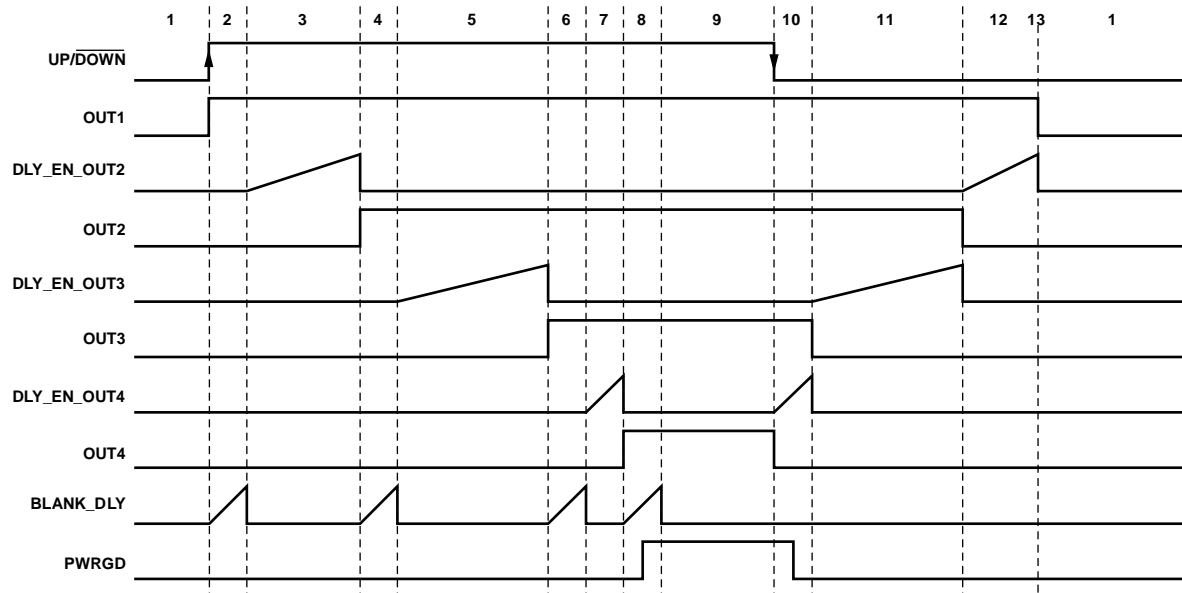 1 2 3 4 5 6 7 8 9 10 11 12 13 1
UP/DOWN
OUT1
DLY_EN_OUT2
OUT2
DLY_EN_OUT3
OUT3
DLY_EN_OUT4
OUT4
BLANK_DLY
PWRGD